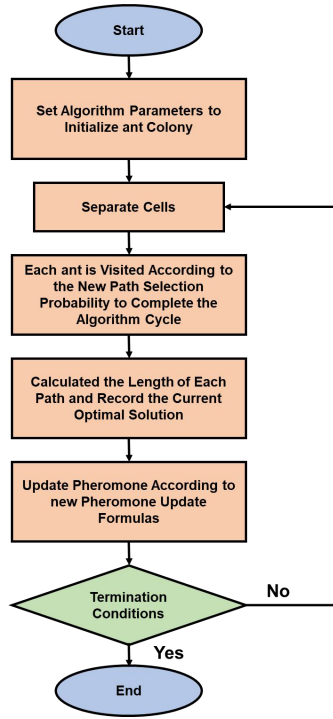 Start
Set Algorithm Parameters to
Initialize ant Colony
Separate Cells
Each ant is Visited According to
the New Path Selection
Probability to Complete the
Algorithm Cycle
Calculated the Length of Each
Path and Record the Current
Optimal Solution
Update Pheromone According to
new Pheromone Update
Formulas
Termination
Conditions
No
Yes
End